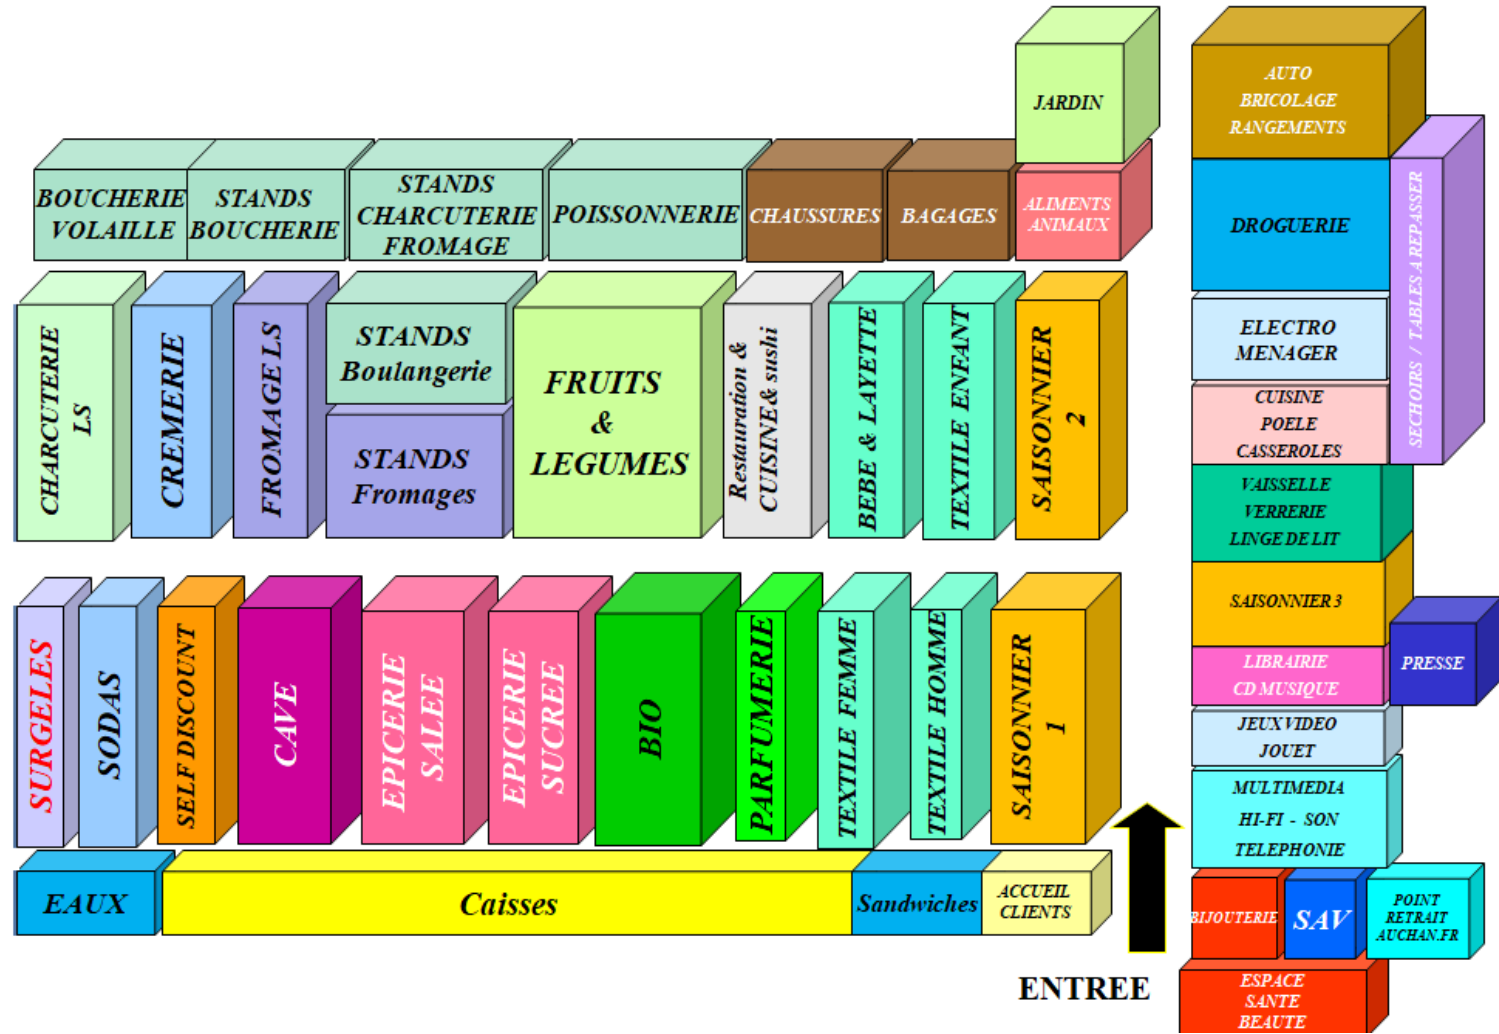 JARDIN
AUTO
BRICOLAGE
RANGEMENTS
BOUCHERIE
VOLAILLE
STANDS
BOUCHERIE
STANDS
CHARCUTERIE
FROMAGE
POISSONNERIE
CHAUSSURES
BAGAGES
ALIMENTS
ANIMAUX
DROGUERIE
SECHOIRS / TABLES A REPASSER
ELECTRO
MENAGER
CUISINE
POELE
CASSEROLES
CHARCUTERIE
LS
CREMERIE
FROMAGE LS
STANDS
Boulangerie
STANDS
Fromages
FRUITS
&
LEGUMES
Restauration &
CUISINE& sushi
BEBE & LAYETTE
TEXTILE ENFANT
SAISONNIER
2
VAISSELLE
VERRERIE
LINGE DE LIT
SAISONNIER 3
LIBRAIRIE
CD MUSIQUE
PRESSE
JEUX VIDEO
JOUET
MULTIMEDIA
HI-FI - SON
TELEPHONIE
SURGELES
SODAS
SELF DISCOUNT
CAVE
EPICERIE
SALEE
EPICERIE
SUCREE
BIO
PARFUMERIE
TEXTILE FEMME
TEXTILE HOMME
SAISONNIER
1
EAUX
Caisses
Sandwiches
ACCUEIL
CLIENTS
BIJOUTERIE
SAV
POINT
RETRAIT
AUCHAN.FR
ENTREE
ESPACE
SANTE
BEAUTE